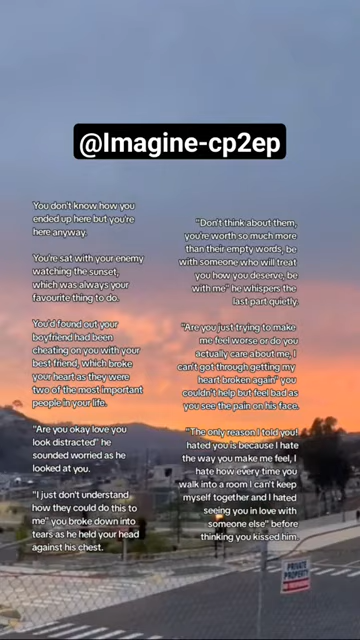 @Imagine-cp2ep
You don't know how you
ended up here but you're
here anyway.
You're sat with your enemy
watching the sunset,
which was always your
favourite thing to do.
You'd found out your
boyfriend had been
cheating on you with your
best friend, which broke
your heart as they were
two of the most important
people in your life.
"Are you okay love you
look distracted" he
sounded worried as he
looked at you.
"I just don't understand
how they could do this to
me" you broke down into
tears as he held your head
against his chest.
"Don't think about them,
you're worth so much more
than their empty words, be
with someone who will treat
you how you deserve, be
with me" he whispers the
last part quietly.
"Are you just trying to make
me feel worse or do you
actually care about me, I
can't got through getting my
heart broken again" you
couldn't help but feel bad as
you see the pain on his face.
"The only reason I told you I
hated you is because I hate
the way you make me feel, I
hate how every time you
walk into a room I can't keep
myself together and I hated
seeing you in love with
someone else" before
thinking you kissed him.
PRIVATE
PROPERTY